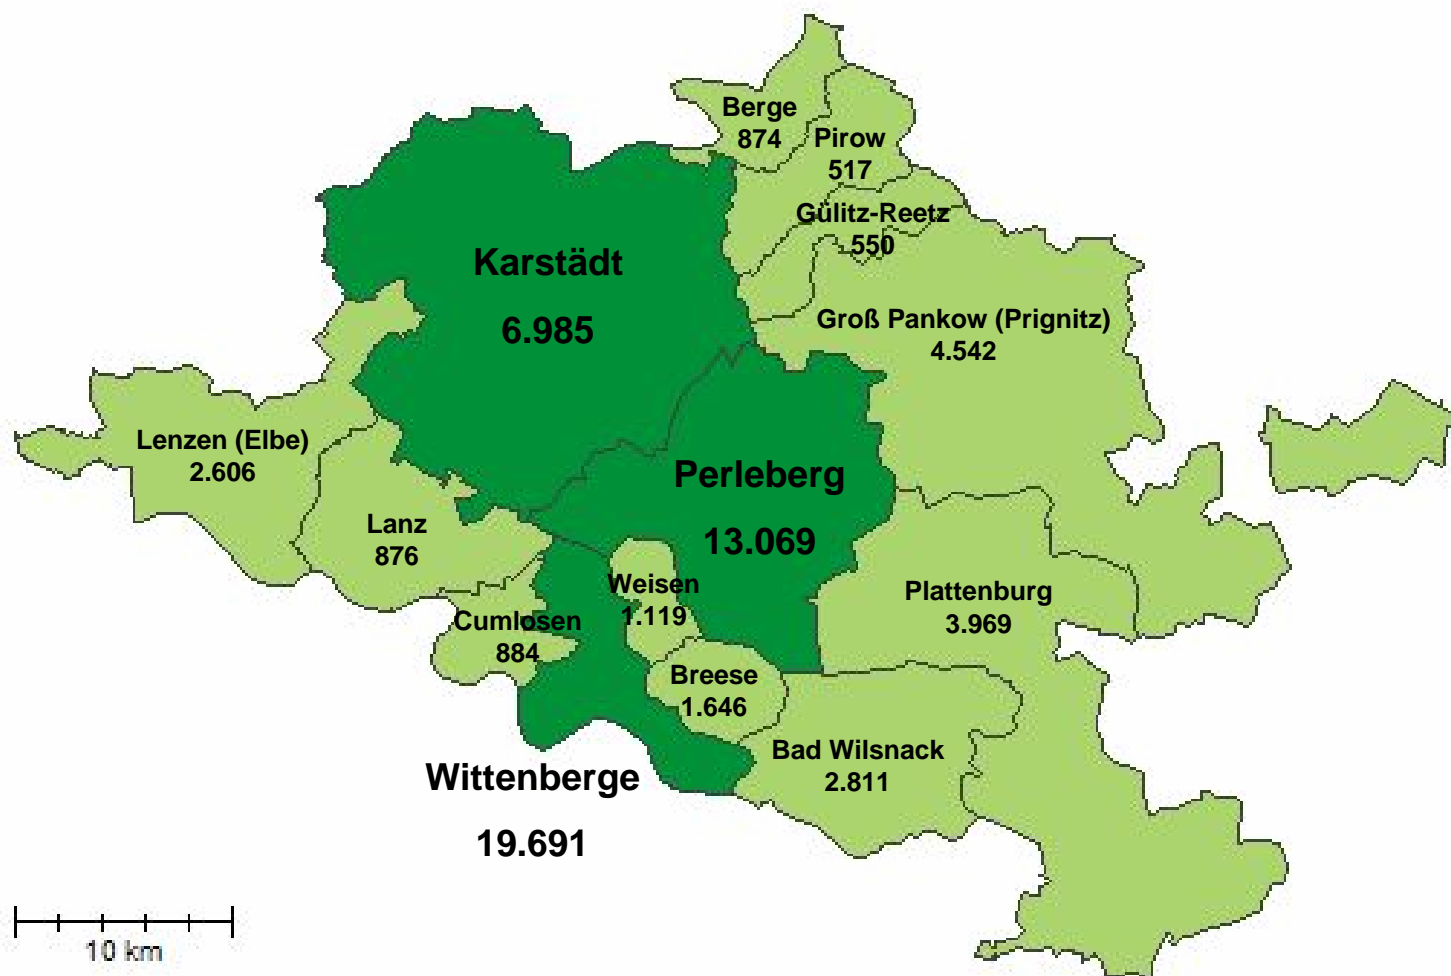 Berge
874
Pirow
517
Gülitz-Reetz
550
Karstädt
6.985
Groß Pankow (Prignitz)
4.542
Lenzen (Elbe)
2.606
Perleberg
13.069
Lanz
876
Weisen
1.119
Plattenburg
3.969
Cumlosen
884
Breese
1.646
Bad Wilsnack
2.811
Wittenberge
19.691
10 km